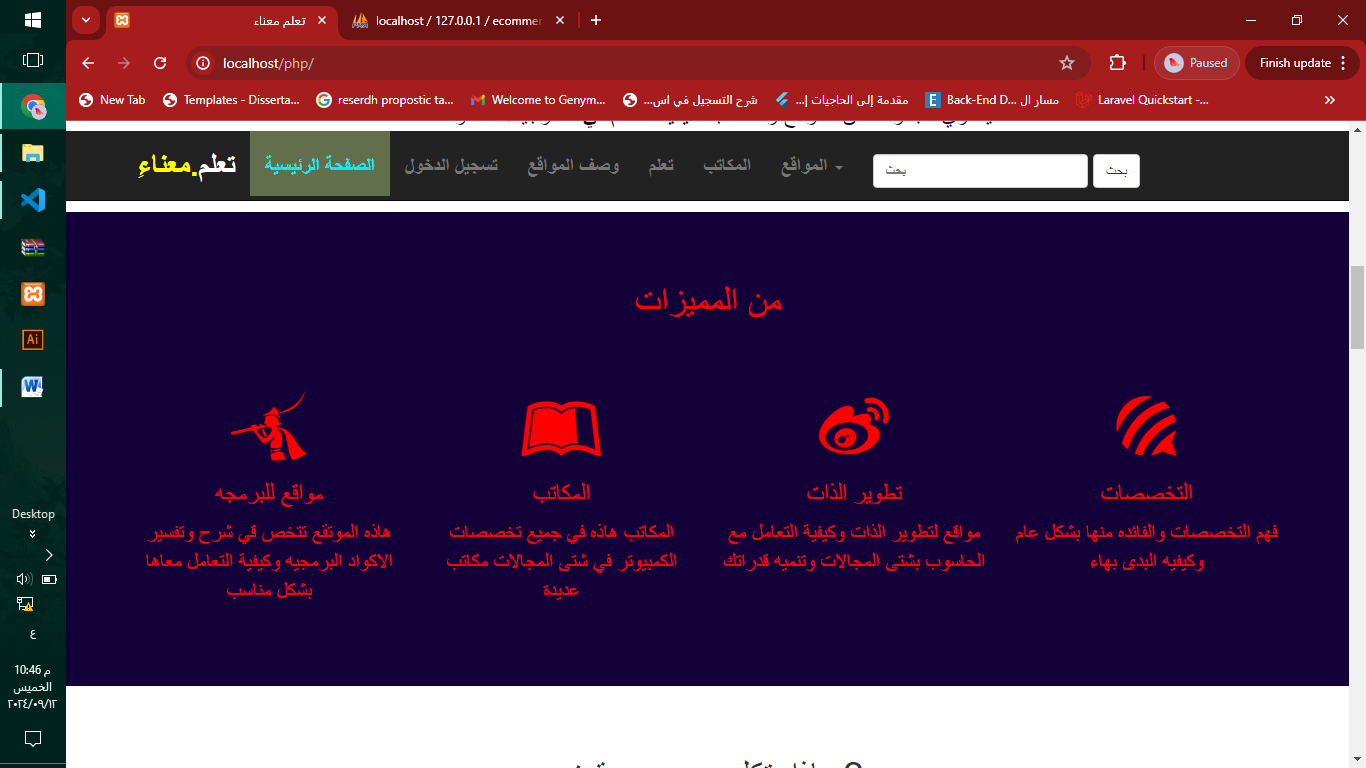 تعلم معناء
localhost / 127.0.0.1 / ecommer
localhost/php/
Paused
Finish update
New Tab
Templates - Disserta...
reserdh propostic ta...
Welcome to Genym...
شرح التسجيل في اس...
مقدمة إلى الحاجيات |...
Back-End D... مسار ال
Laravel Quickstart -...
تعلم.معناءِ
الصفحة الرئيسية
تسجيل الدخول
وصف المواقع
تعلم
المكاتب
المواقع
بحث
بحث
من المميزات
التخصصات
فهم التخصصات والفائده منها بشكل عام
وكيفيه البدى بهاء
تطوير الذات
مواقع لتطوير الذات وكيفية التعامل مع
الحاسوب بشتى المجالات وتنميه قدراتك
المكاتب
المكاتب هاذه في جميع تخصصات
الكمبيوتر في شتى المجالات مكاتب
عديدة
مواقع للبرمجه
هاذه الموتقع تتخص قي شرح وتفسير
الاكواد البرمجيه وكيفية التعامل معاها
بشكل مناسب
Desktop
ع
10:46 م
الخميس
٢٠٢٤/٠٩/١٢